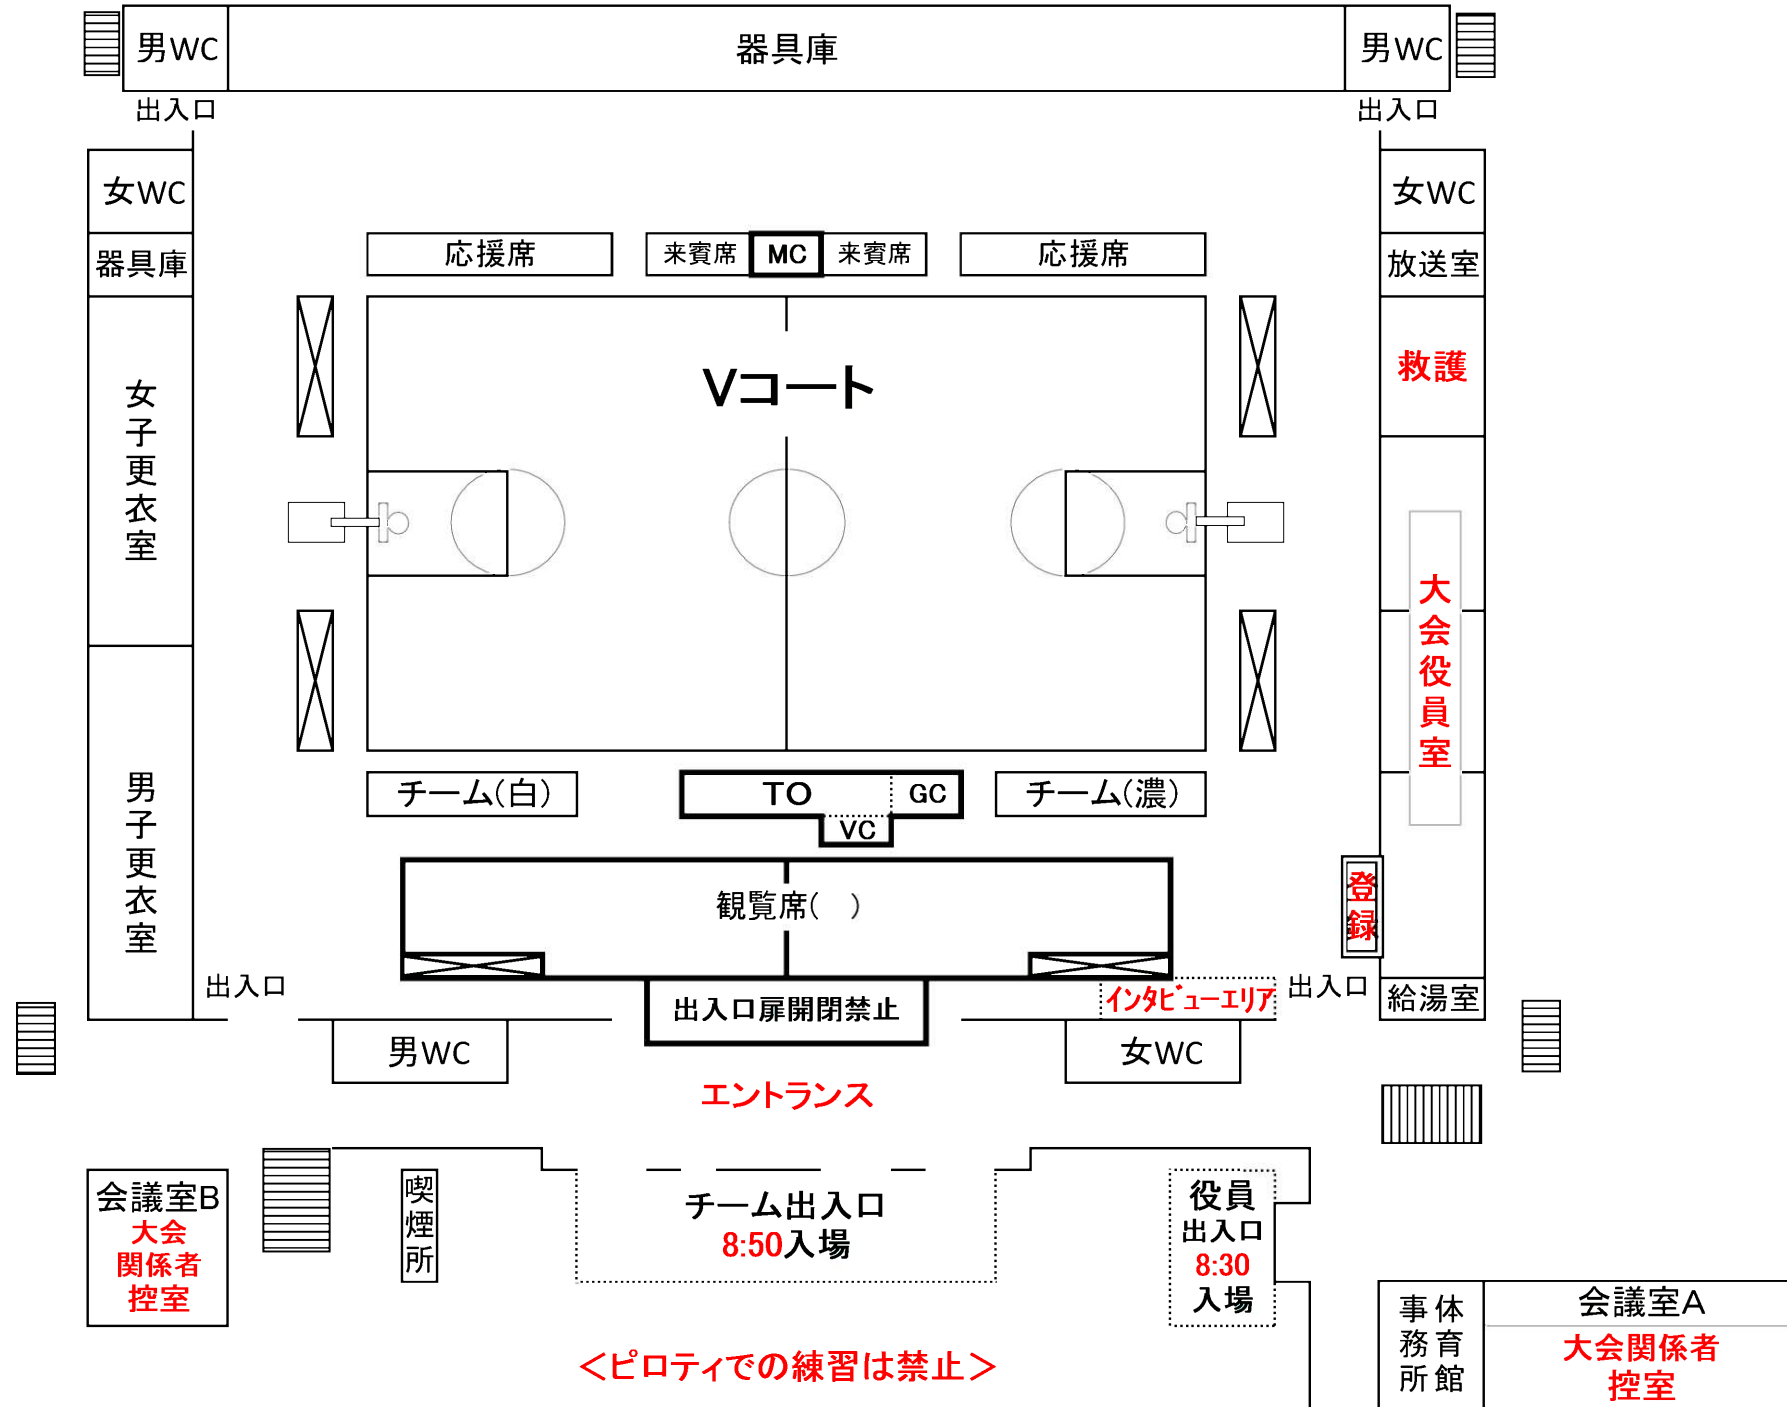 男WC
器具庫
男WC
出入口
出入口
女WC
女WC
器具庫
応援席
来賓席
MC
来賓席
応援席
放送室
Vコート
救護
女子更衣室
大会役員室
男子更衣室
チーム(白)
TO
GC
チーム(濃)
VC
登録
観覧席(　)
出入口
出入口扉開閉禁止
インタビューエリア
出入口
給湯室
男WC
女WC
エントランス
会議室B
大会
関係者
控室
喫煙所
チーム出入口
8:50入場
役員
出入口
8:30
入場
体育館
事務所
会議室A
大会関係者
控室
＜ピロティでの練習は禁止＞